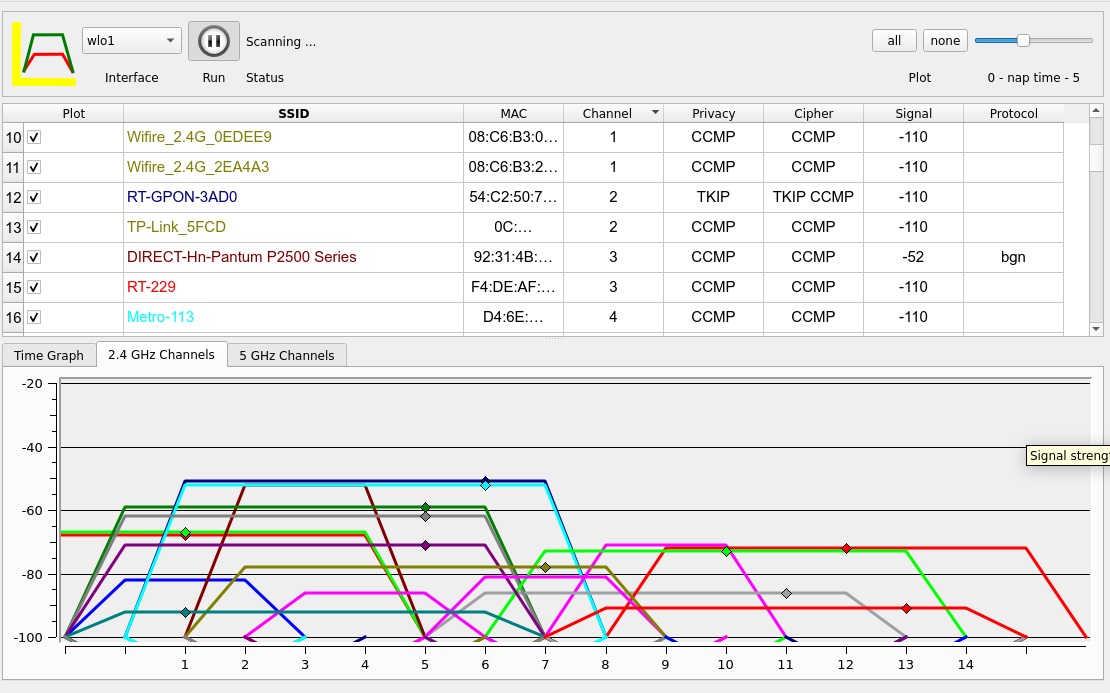 wlo1 Scanning ... all none
Interface Run Status Plot 0 - nap time - 5
Plot SSID MAC Channel Privacy Cipher Signal Protocol
10 Wifire_2.4G_0EDEE9 08:C6:B3:0... 1 CCMP CCMP -110
11 Wifire_2.4G_2EA4A3 08:C6:B3:2... 1 CCMP CCMP -110
12 RT-GPON-3AD0 54:C2:50:7... 2 TKIP TKIP CCMP -110
13 TP-Link_5FCD 0C:... 2 CCMP CCMP -110
14 DIRECT-Hn-Pantum P2500 Series 92:31:4B:... 3 CCMP CCMP -52 bgn
15 RT-229 F4:DE:AF:... 3 CCMP CCMP -110
16 Metro-113 D4:6E:... 4 CCMP CCMP -110
Time Graph 2.4 GHz Channels 5 GHz Channels
-20
-40
Signal streng
-60
-80
-100
1 2 3 4 5 6 7 8 9 10 11 12 13 14